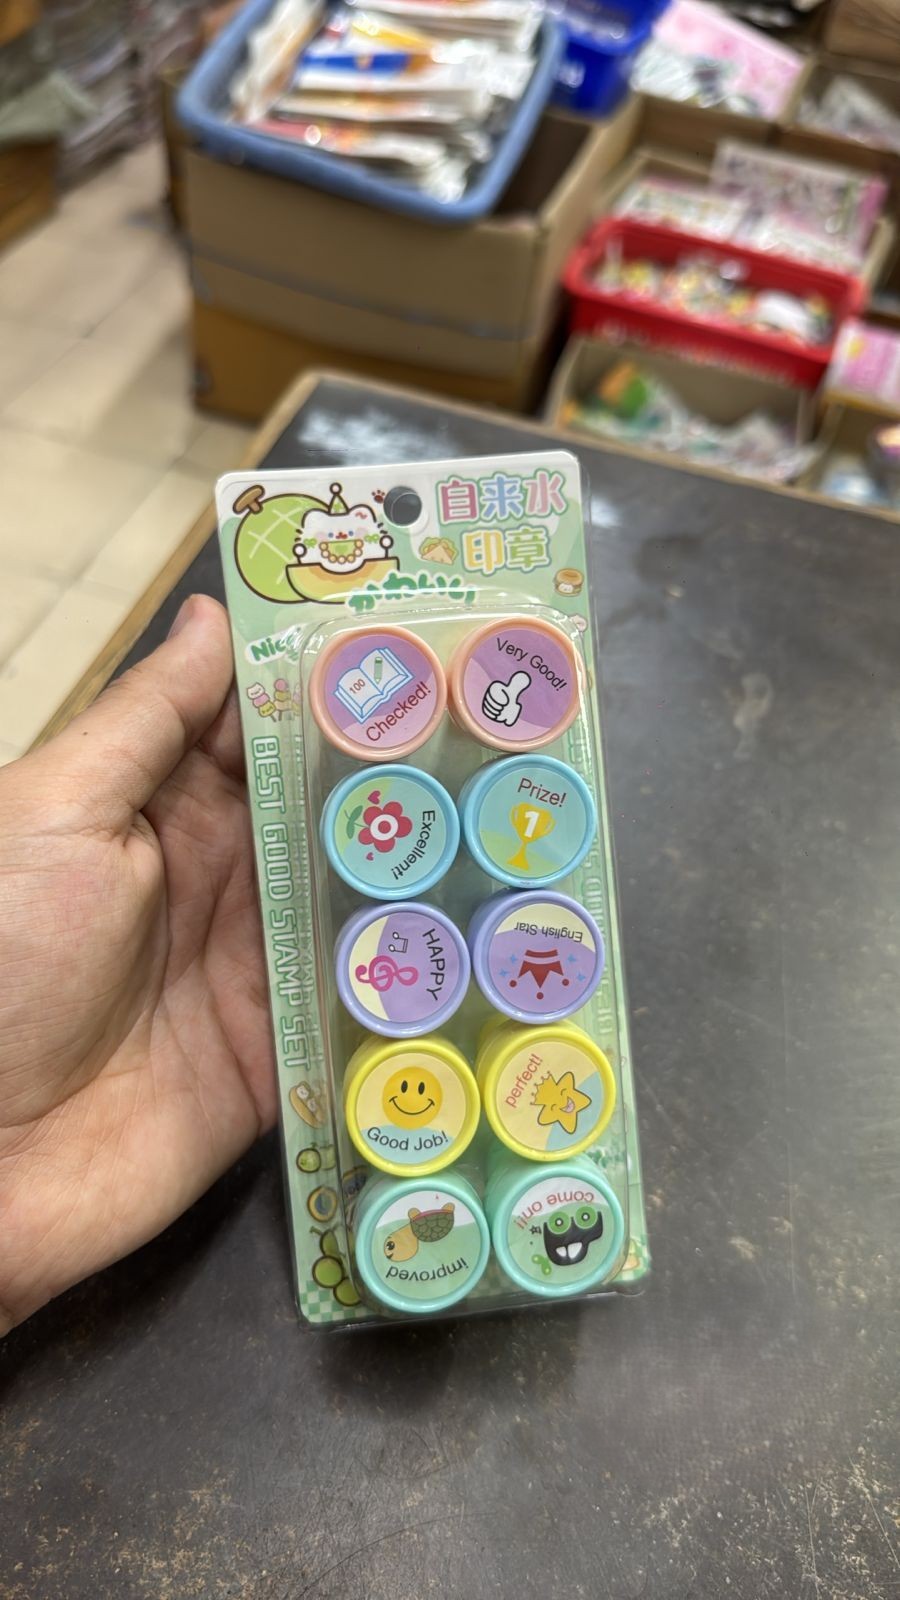 自来水
印章
かわいい
100
Checked!
Very Good!
Excellent!
Prize!
1
HAPPY
English Star
Good Job!
perfect!
improved
come on!!
BEST GOOD STAMP SET